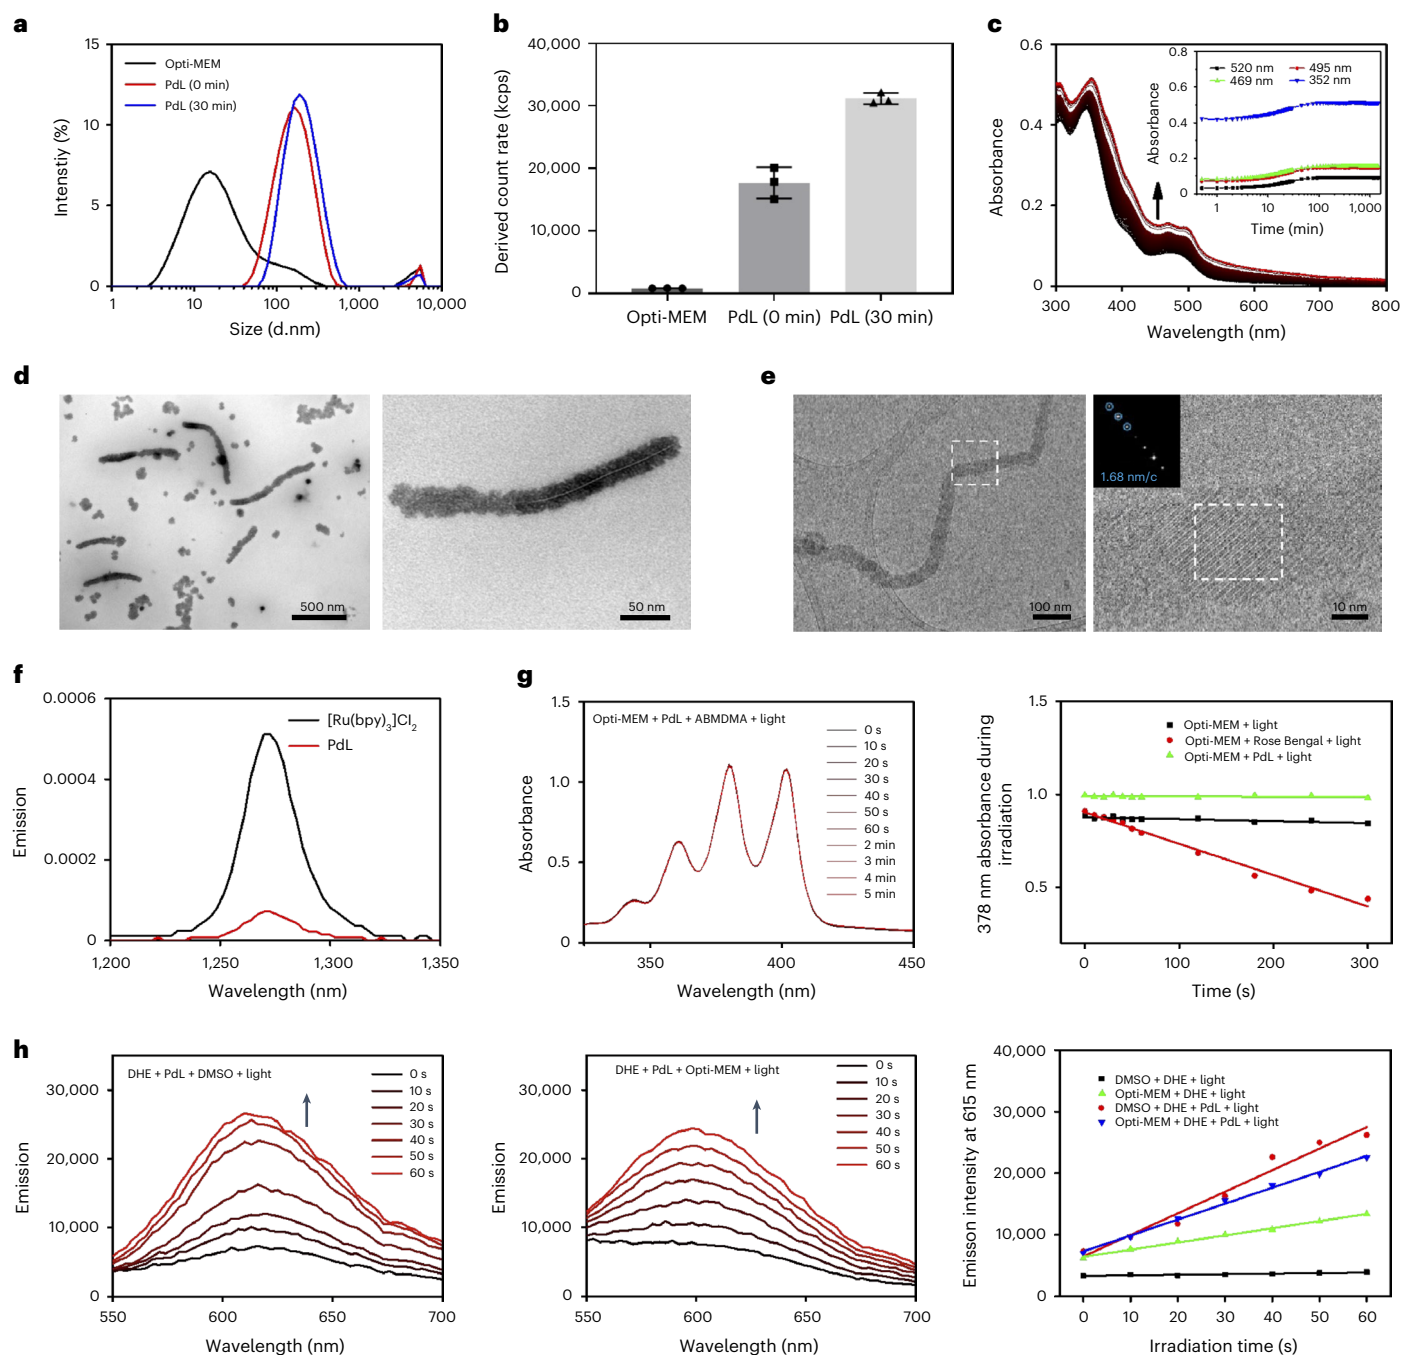 a
15
10
5
0
Intenstiy (%)
Opti-MEM
PdL (0 min)
PdL (30 min)
1
10
100
1,000
10,000
Size (d.nm)
b
40,000
30,000
20,000
10,000
0
Derived count rate (kcps)
Opti-MEM
PdL (0 min)
PdL (30 min)
c
0.6
0.4
0.2
0
Absorbance
0.8
0.6
0.4
0.2
0
Absorbance
520 nm
495 nm
469 nm
352 nm
1
10
100
1,000
Time (min)
300
400
500
600
700
800
Wavelength (nm)
d
500 nm
50 nm
e
100 nm
1.68 nm/c
10 nm
f
0.0006
0.0004
0.0002
0
Emission
[Ru(bpy)3]Cl2
PdL
1,200
1,250
1,300
1,350
Wavelength (nm)
g
1.5
1.0
0.5
0
Absorbance
Opti-MEM + PdL + ABMDMA + light
0 s
10 s
20 s
30 s
40 s
50 s
60 s
2 min
3 min
4 min
5 min
350
400
450
Wavelength (nm)
1.5
1.0
0.5
378 nm absorbance during
irradiation
Opti-MEM + light
Opti-MEM + Rose Bengal + light
Opti-MEM + PdL + light
0
100
200
300
Time (s)
h
30,000
20,000
10,000
0
Emission
DHE + PdL + DMSO + light
0 s
10 s
20 s
30 s
40 s
50 s
60 s
550
600
650
700
Wavelength (nm)
30,000
20,000
10,000
0
Emission
DHE + PdL + Opti-MEM + light
0 s
10 s
20 s
30 s
40 s
50 s
60 s
550
600
650
700
Wavelength (nm)
40,000
30,000
20,000
10,000
0
Emisson intensity at 615 nm
DMSO + DHE + light
Opti-MEM + DHE + light
DMSO + DHE + PdL + light
Opti-MEM + DHE + PdL + light
0
10
20
30
40
50
60
Irradiation time (s)